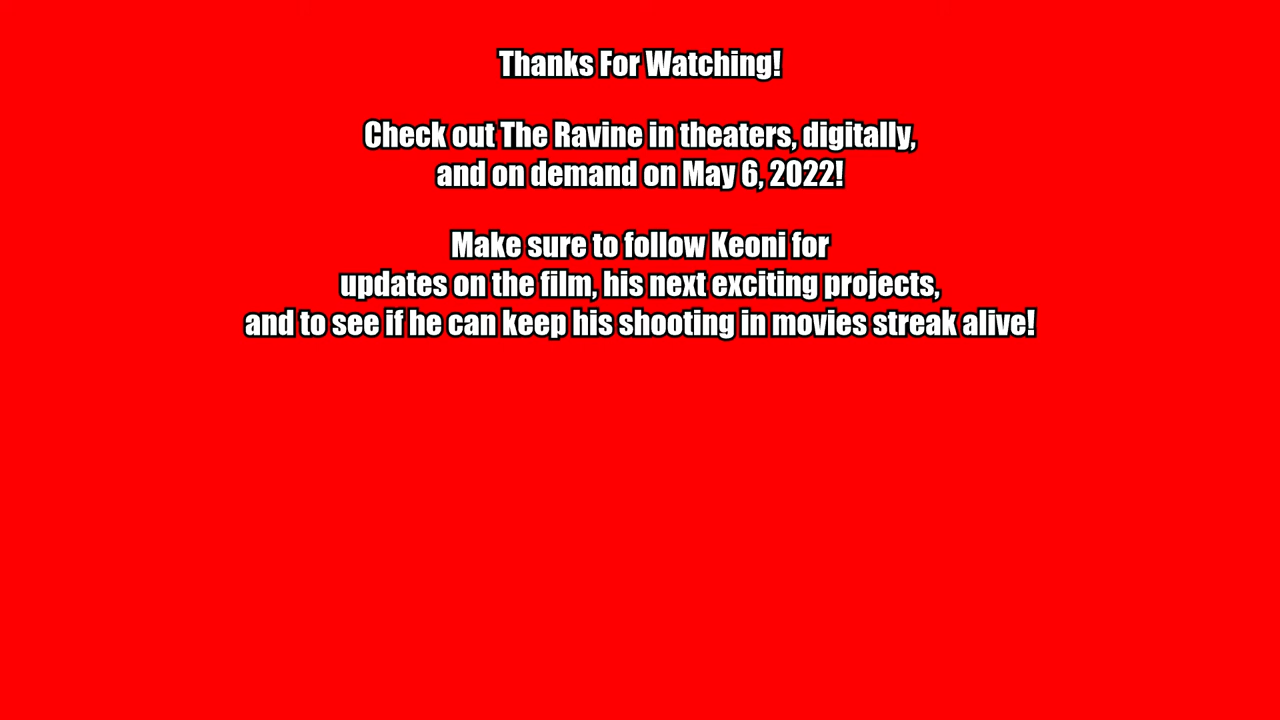 Thanks For Watching!
Check out The Ravine in theaters, digitally,
and on demand on May 6, 2022!
Make sure to follow Keoni for
updates on the film, his next exciting projects,
and to see if he can keep his shooting in movies streak alive!